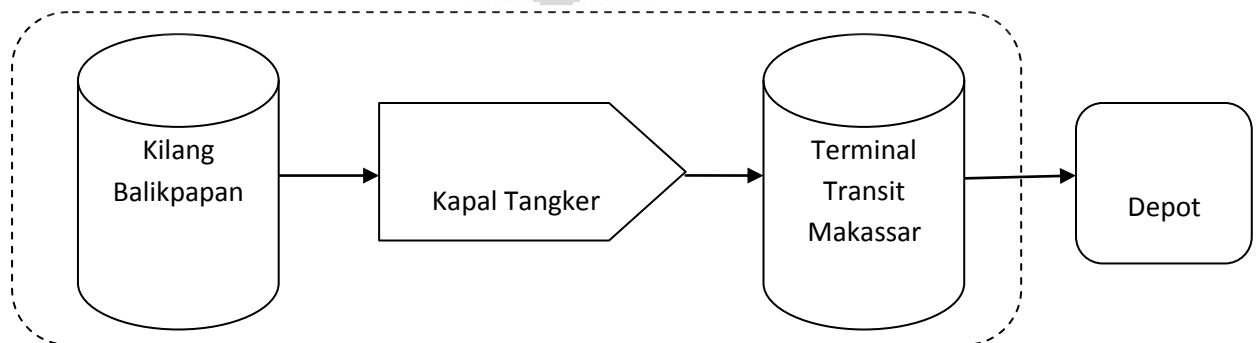 Kilang
Balikpapan
Kapal Tangker
Terminal
Transit
Makassar
Depot